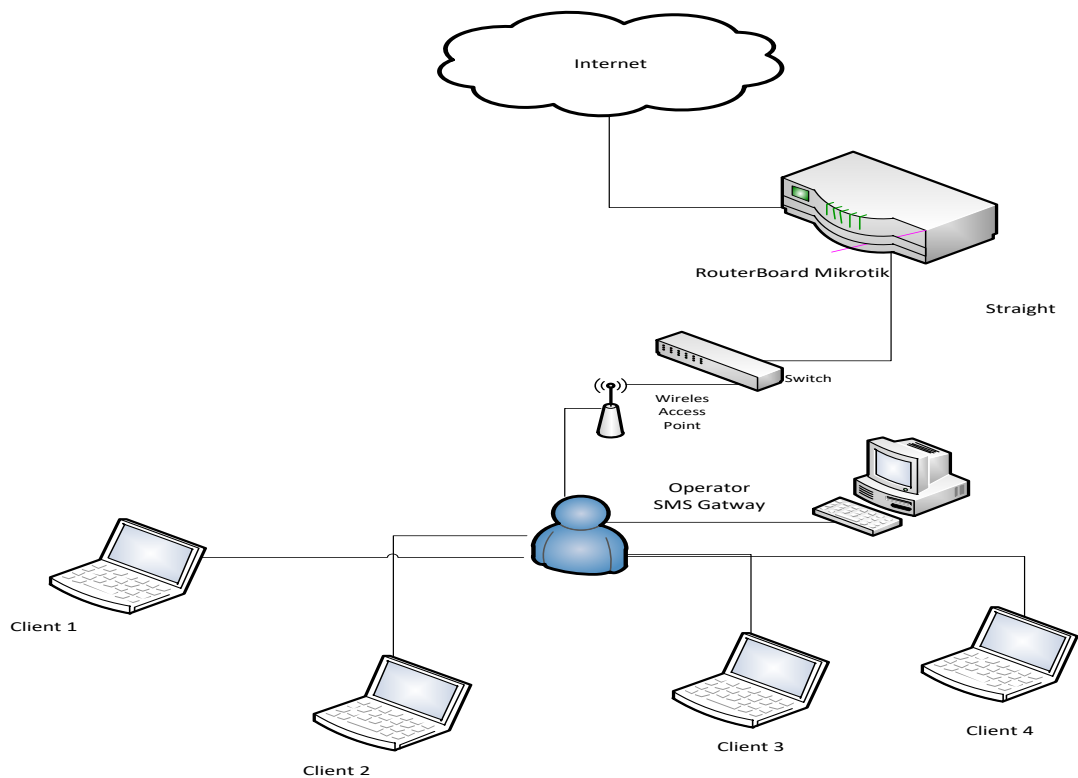 Internet
RouterBoard Mikrotik
Straight
Switch
Wireles
Access
Point
Operator
SMS Gatway
Client 1
Client 2
Client 3
Client 4